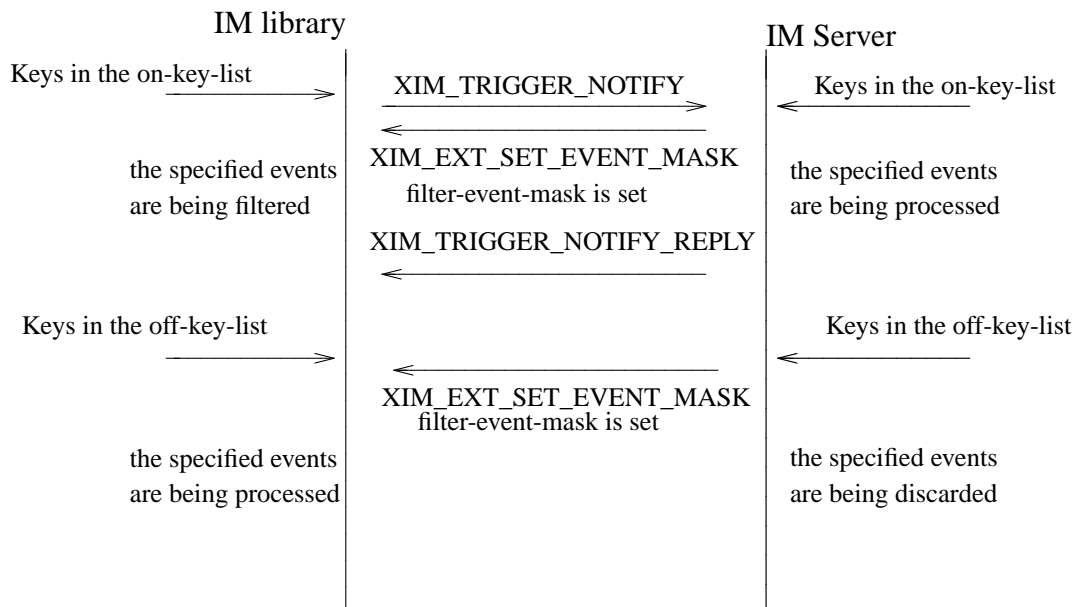 IM library
IM Server
Keys in the on-key-list
XIM_TRIGGER_NOTIFY
Keys in the on-key-list
XIM_EXT_SET_EVENT_MASK
filter-event-mask is set
the specified events
are being filtered
the specified events
are being processed
XIM_TRIGGER_NOTIFY_REPLY
Keys in the off-key-list
Keys in the off-key-list
XIM_EXT_SET_EVENT_MASK
filter-event-mask is set
the specified events
are being processed
the specified events
are being discarded